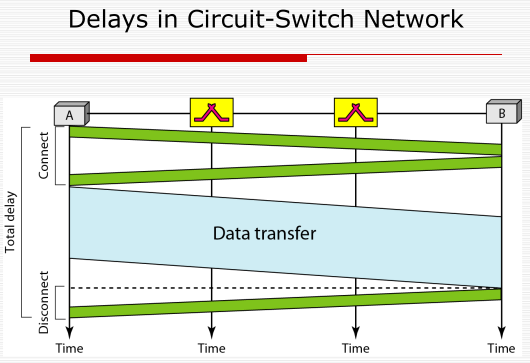 Delays in Circuit-Switch Network
A
B
Connect
Total delay
Data transfer
Disconnect
Time
Time
Time
Time